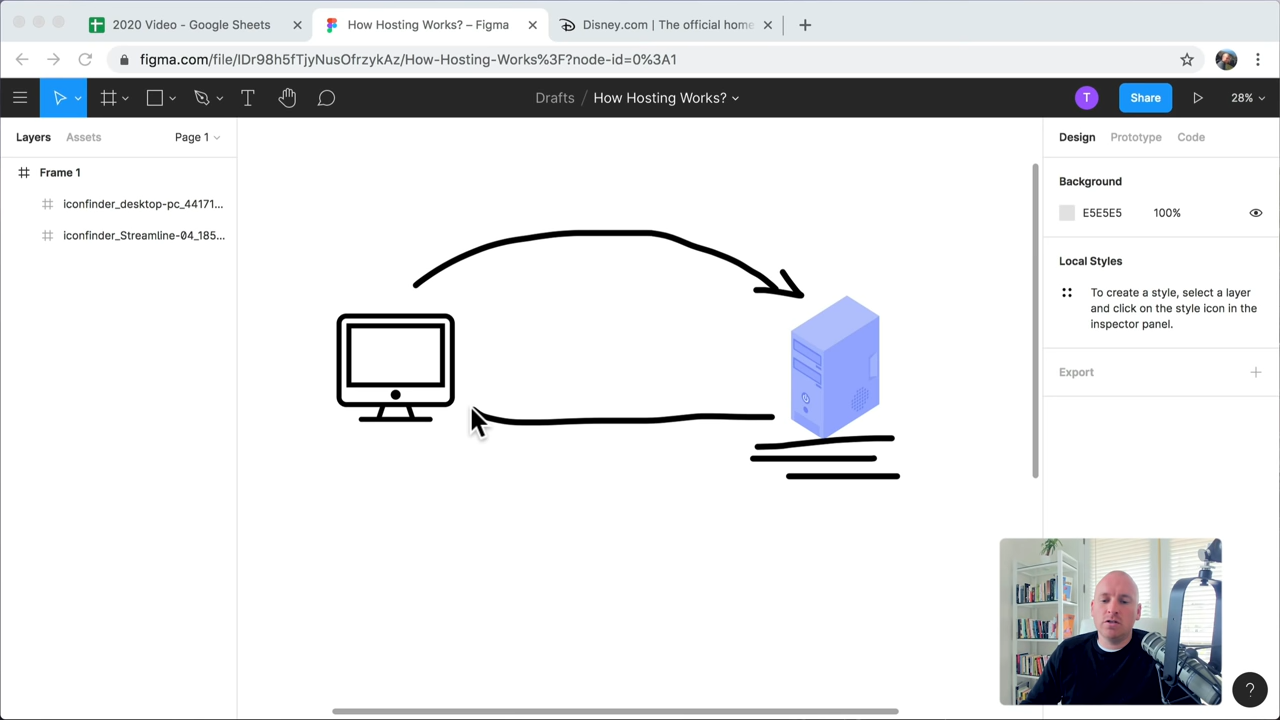 2020 Video - Google Sheets
How Hosting Works? – Figma
Disney.com | The official home
figma.com/file/IDr98h5fTjyNusOfrzykAz/How-Hosting-Works%3F?node-id=0%3A1
Drafts / How Hosting Works?
T
Share
28%
Layers
Assets
Page 1
Design
Prototype
Code
Frame 1
iconfinder_desktop-pc_44171...
iconfinder_Streamline-04_185...
Background
E5E5E5
100%
Local Styles
To create a style, select a layer
and click on the style icon in the
inspector panel.
Export
?